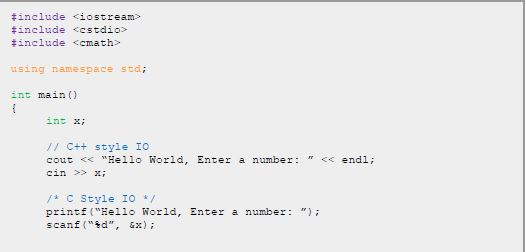 #include <iostream>
#include <cstdio>
#include <cmath>
using namespace std;
int main()
{
int x;
// C++ style IO
cout << “Hello World, Enter a number: ” << endl;
cin >> x;
/* C Style IO */
printf(“Hello World, Enter a number: ”);
scanf(“%d”, &x);